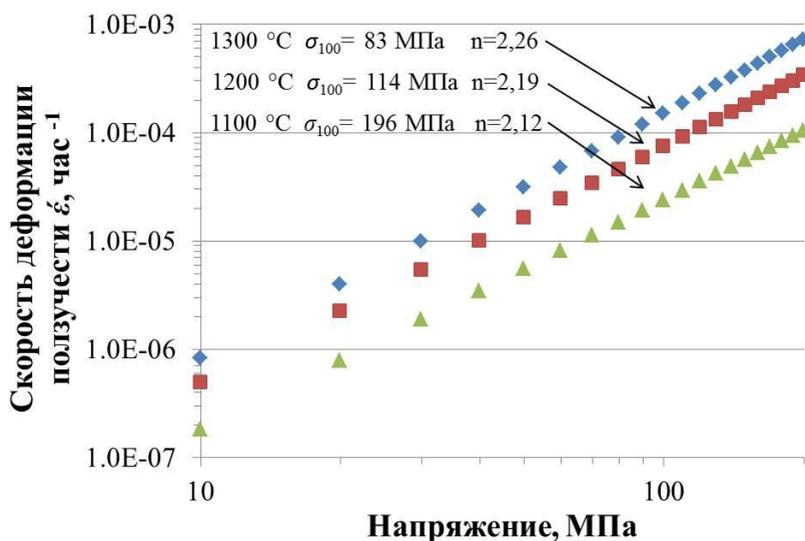 1.0E-03
1300 °C σ100= 83 МПа n=2,26
1200 °C σ100= 114 МПа n=2,19
1100 °C σ100= 196 МПа n=2,12
1.0E-04
1.0E-05
1.0E-06
1.0E-07
Скорость деформации
ползучести έ, час -1
10
100
Напряжение, МПа